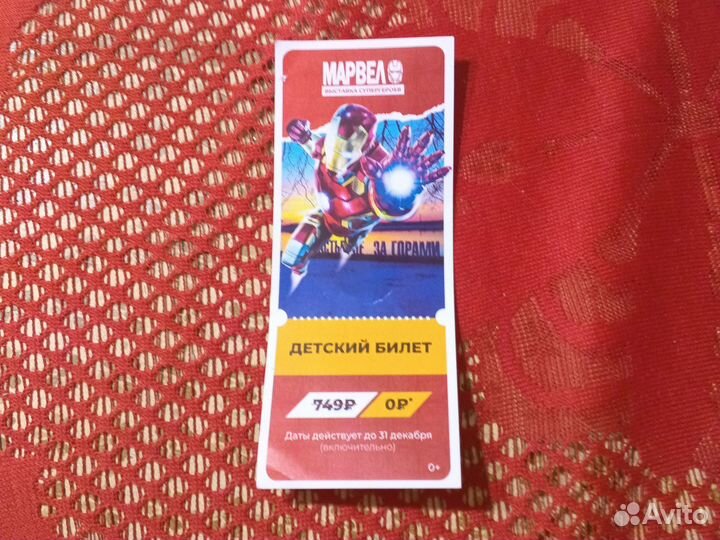 МАРВЕЛ
ВЫСТАВКА СУПЕРГЕРОЕВ
ЗА ГОРАМИ
ДЕТСКИЙ БИЛЕТ
749₽ 0₽*
Даты действует до 31 декабря
(включительно)
0+
Avito